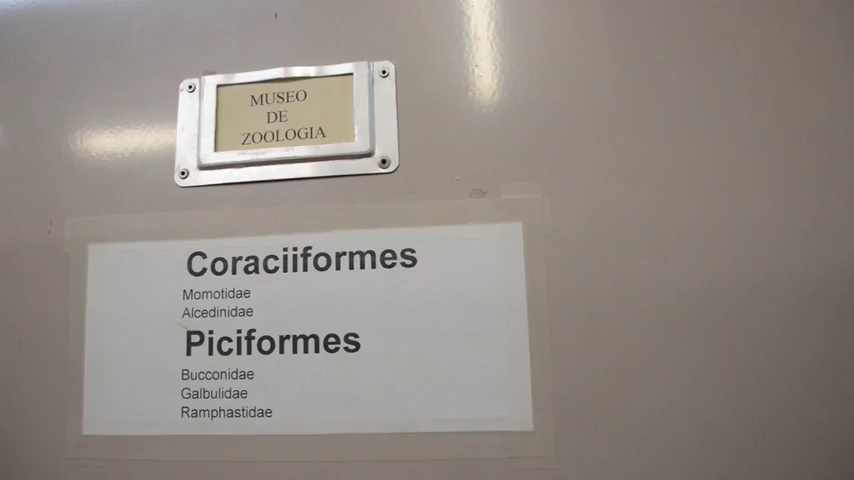 MUSEO
DE
ZOOLOGIA
Coraciiformes
Momotidae
Alcedinidae
Piciformes
Bucconidae
Galbulidae
Ramphastidae